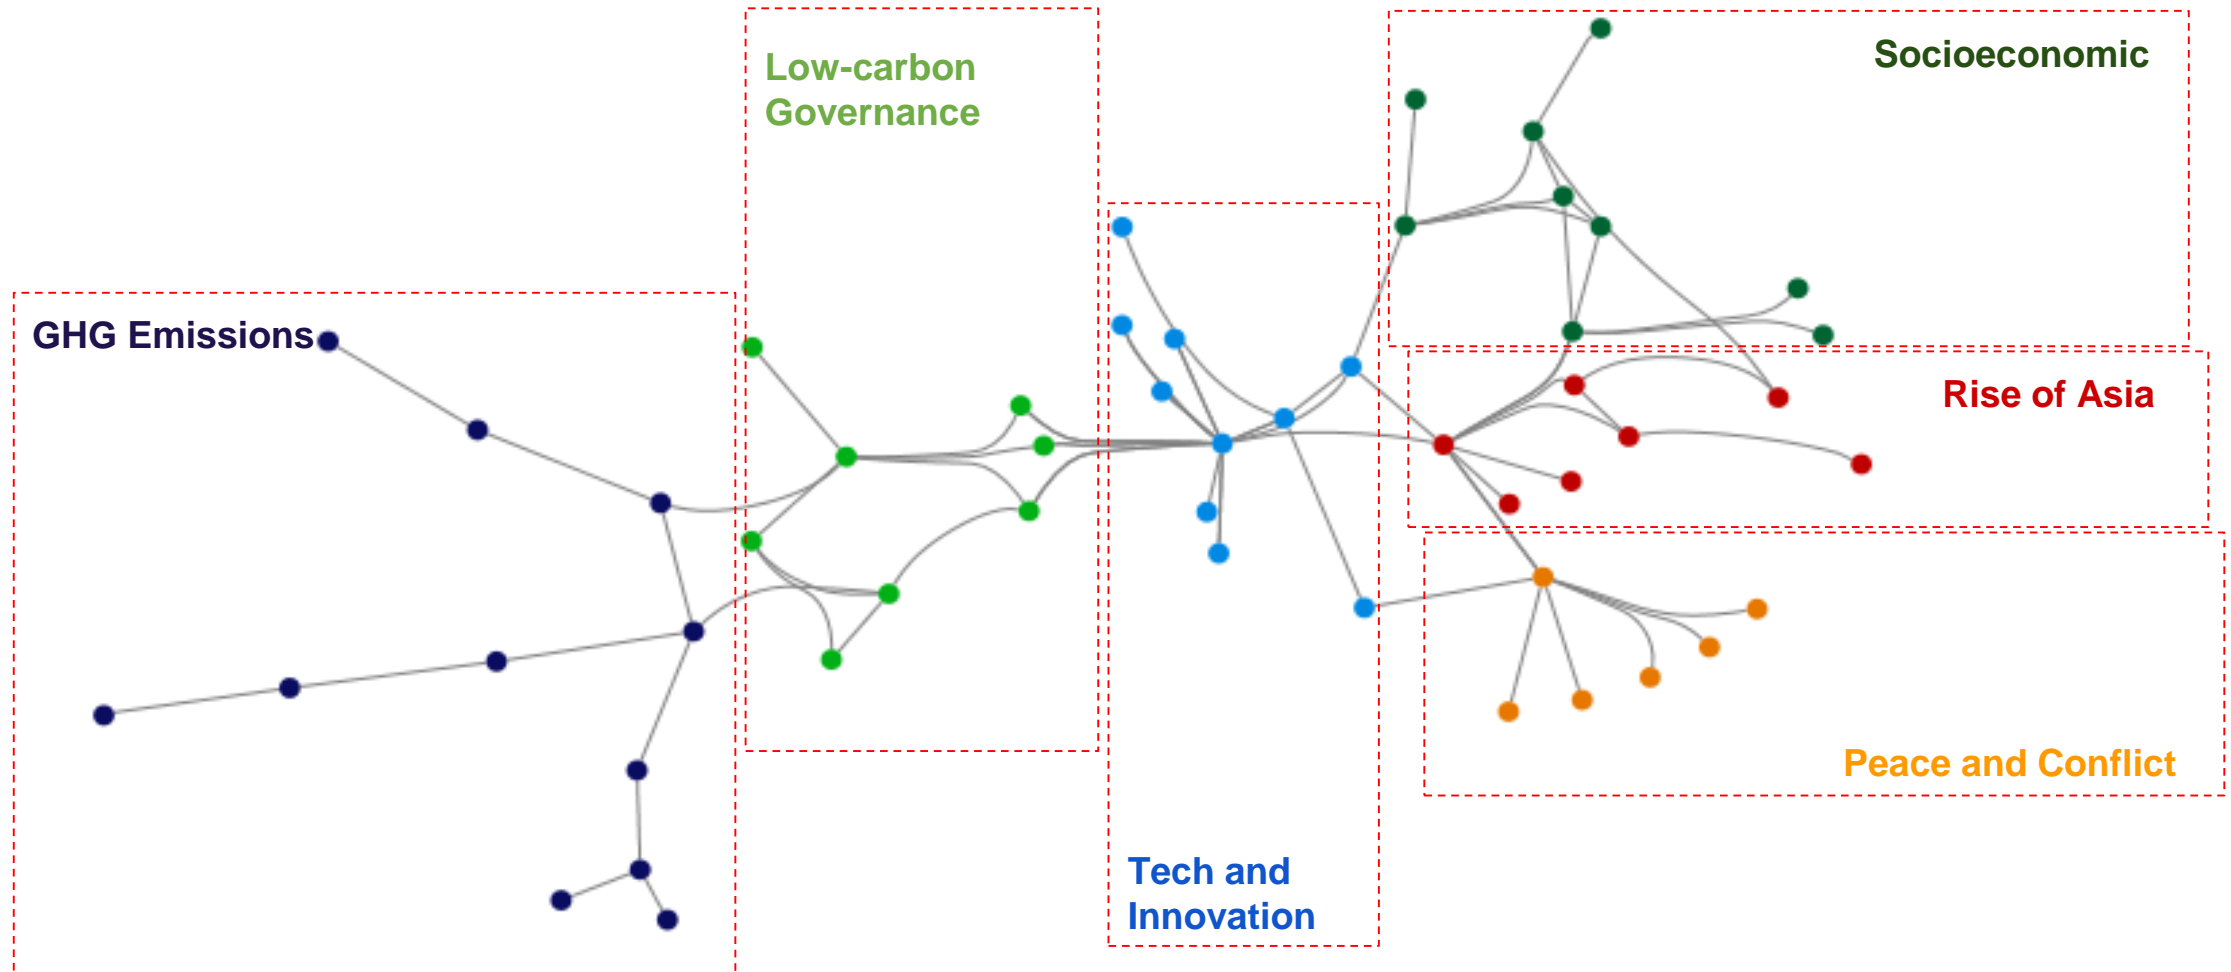 Low-carbon
Governance
Socioeconomic
GHG Emissions
Rise of Asia
Peace and Conflict
Tech and
Innovation